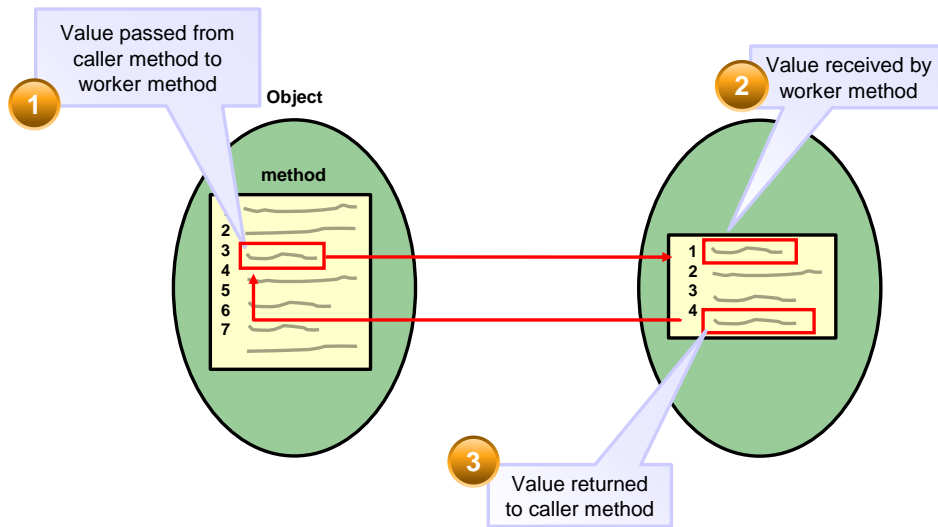 Value passed from
caller method to
worker method
1
Object
method
2
3
4
5
6
7
2
Value received by
worker method
1
2
3
4
3
Value returned
to caller method